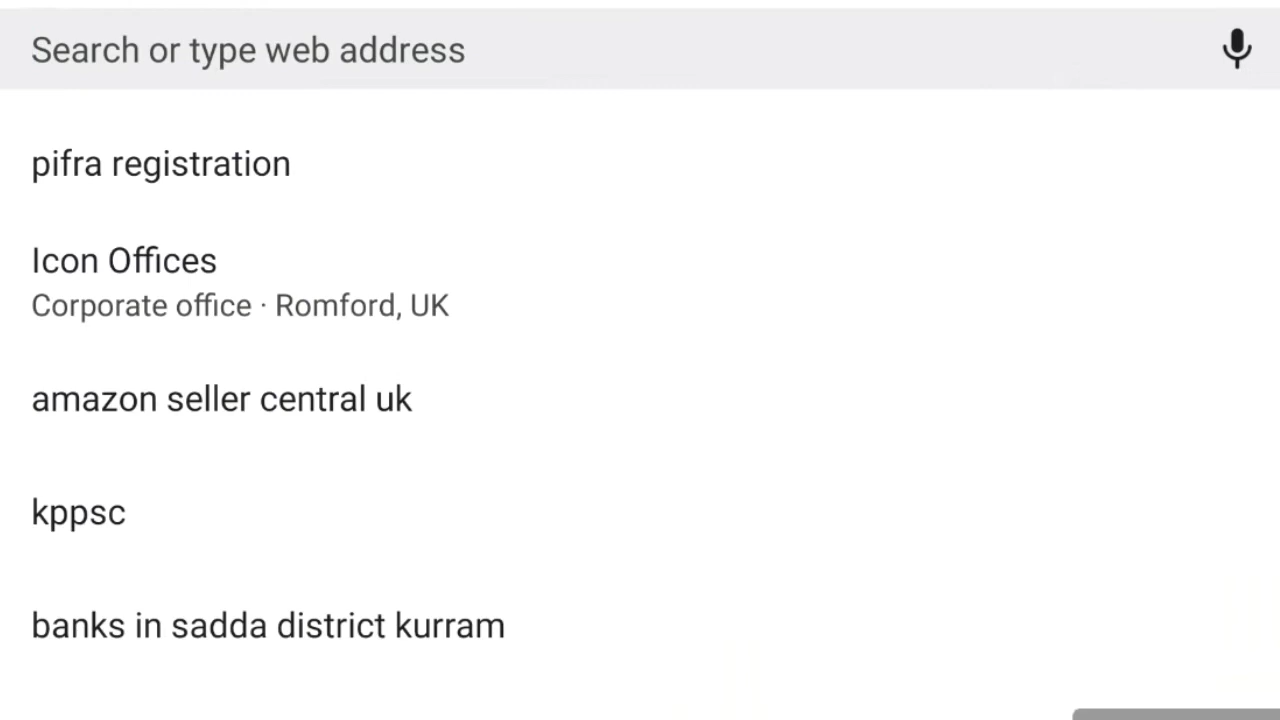 Search or type web address
pifra registration
Icon Offices
Corporate office · Romford, UK
amazon seller central uk
kppsc
banks in sadda district kurram